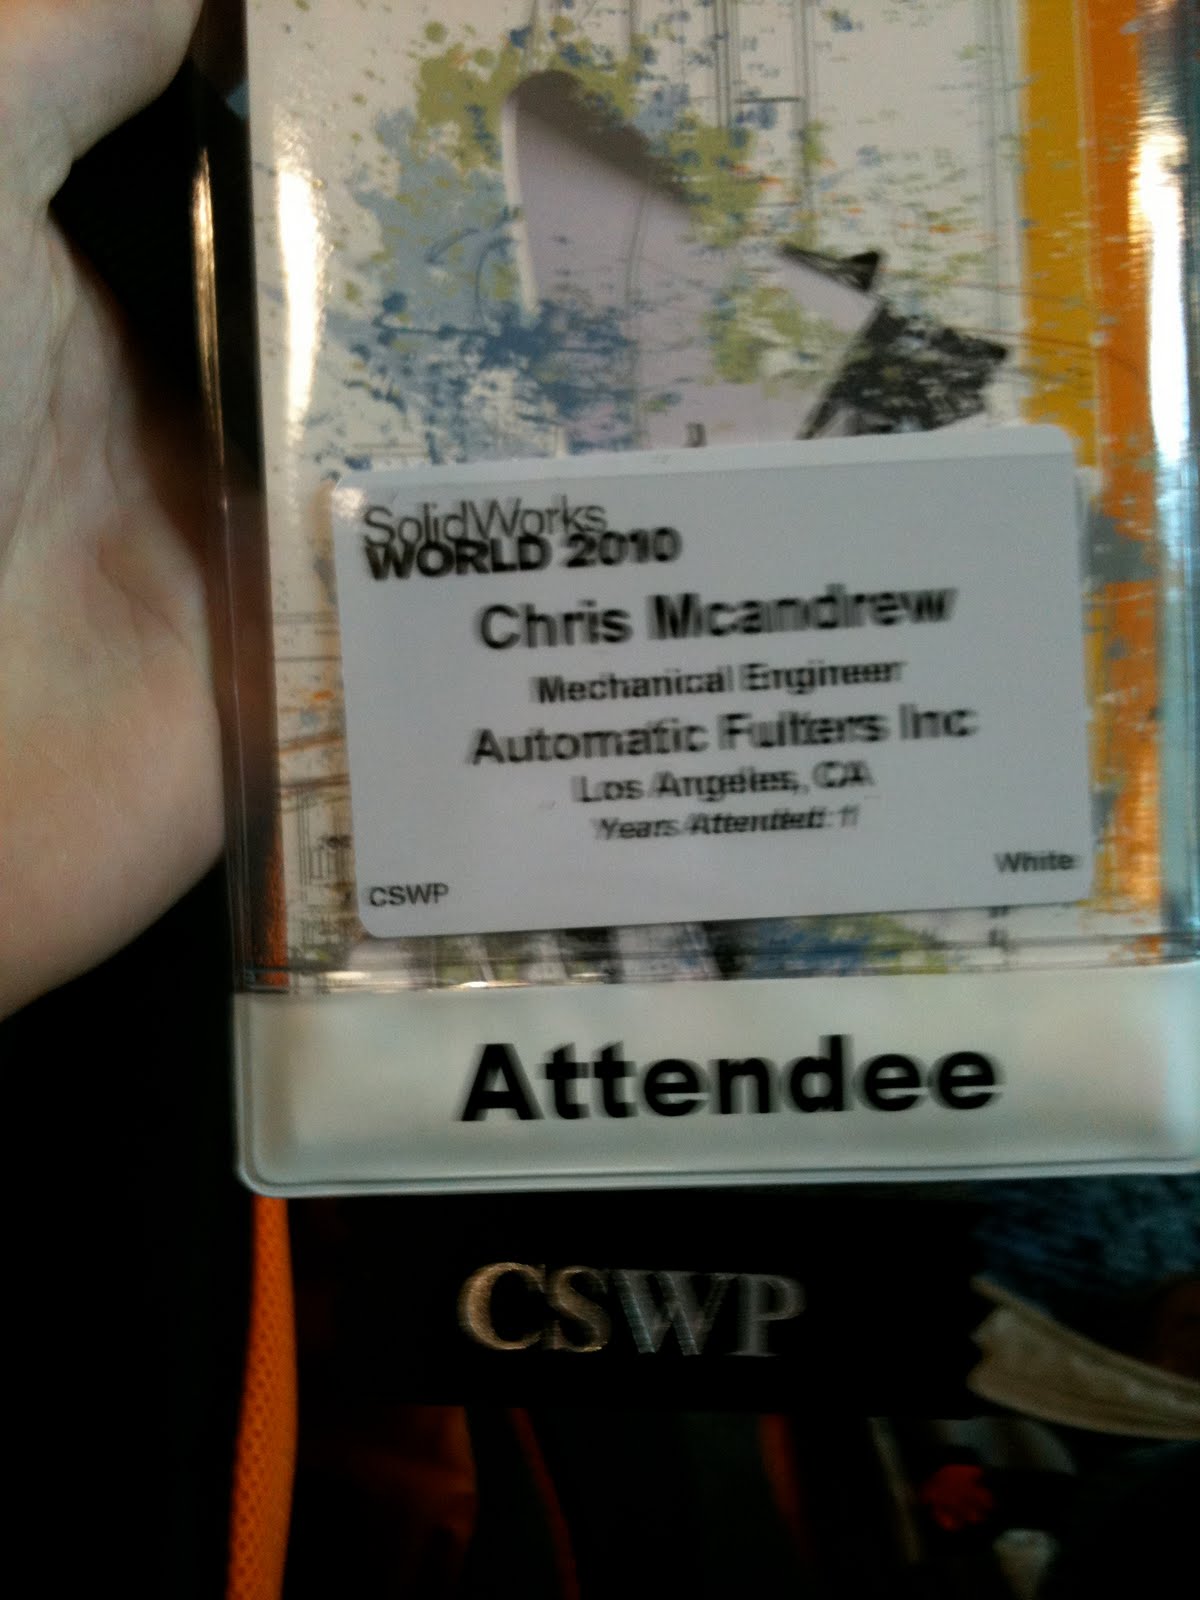 SolidWorks
WORLD 2010
Chris Mcandrew
Mechanical Engineer
Automatic Fulters Inc
Los Angeles, CA
Years Attended: 1
CSWP
White
Attendee
CSWP